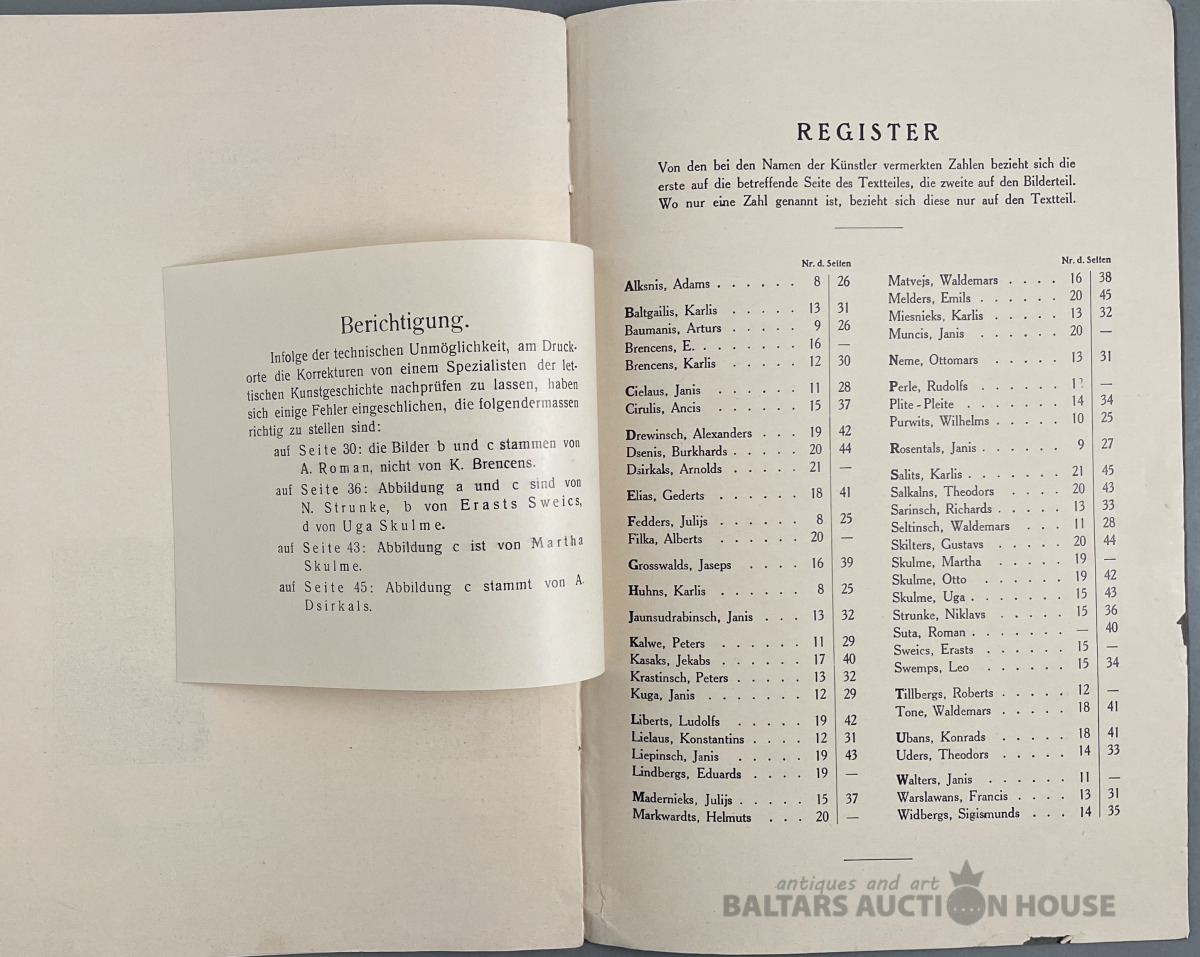 Berichtigung.
Infolge der technischen Unmöglichkeit, am Druck-
orte die Korrekturen von einem Spezialisten der let-
tischen Kunstgeschichte nachprüfen zu lassen, haben
sich einige Fehler eingeschlichen, die folgendermassen
richtig zu stellen sind:
auf Seite 30: die Bilder b und c stammen von
A. Roman, nicht von K. Brencens.
auf Seite 36: Abbildung a und c sind von
N. Strunke, b von Erasts Sweics,
d von Uga Skulme.
auf Seite 43: Abbildung c ist von Martha
Skulme.
auf Seite 45: Abbildung c stammt von A.
Dsirkals.
REGISTER
Von den bei den Namen der Künstler vermerkten Zahlen bezieht sich die
erste auf die betreffende Seite des Textteiles, die zweite auf den Bilderteil.
Wo nur eine Zahl genannt ist, bezieht sich diese nur auf den Textteil.
Nr. d. Seiten
Alksnis, Adams . . . . . . 8 | 26
Baltgailis, Karlis . . . . . 13 | 31
Baumanis, Arturs . . . . . 9 | 26
Brencens, E. . . . . . . . 16 | —
Brencens, Karlis . . . . . 12 | 30
Cielaus, Janis . . . . . . 11 | 28
Cirulis, Ancis . . . . . . 15 | 37
Drewinsch, Alexanders . . . 19 | 42
Dsenis, Burkhards . . . . . 20 | 44
Dsirkals, Arnolds . . . . . 21 | —
Elias, Gederts . . . . . . 18 | 41
Fedders, Julijs . . . . . . 8 | 25
Filka, Alberts . . . . . . 20 | —
Grosswalds, Jaseps . . . . 16 | 39
Huhns, Karlis . . . . . . 8 | 25
Jaunsudrabinsch, Janis . . . 13 | 32
Kalwe, Peters . . . . . . 11 | 29
Kasaks, Jekabs . . . . . . 17 | 40
Krastinsch, Peters . . . . . 13 | 32
Kuga, Janis . . . . . . . 12 | 29
Liberts, Ludolfs . . . . . 19 | 42
Lielaus, Konstantins . . . . 12 | 31
Liepinsch, Janis . . . . . 19 | 43
Lindbergs, Eduards . . . . 19 | —
Madernieks, Julijs . . . . . 15 | 37
Markwardts, Helmuts . . . 20 | —
Nr. d. Seiten
Matvejs, Waldemars . . . . 16 | 38
Melders, Emils . . . . . . 20 | 45
Miesnieks, Karlis . . . . . 13 | 32
Muncis, Janis . . . . . . 20 | —
Neme, Ottomars . . . . . 13 | 31
Perle, Rudolfs . . . . . . | —
Plite-Pleite . . . . . . . 14 | 34
Purwits, Wilhelms . . . . . 10 | 25
Rosentals, Janis . . . . . . 9 | 27
Salits, Karlis . . . . . . . 21 | 45
Salkalns, Theodors . . . . 20 | 43
Sarinsch, Richards . . . . . 13 | 33
Seltinsch, Waldemars . . . 11 | 28
Skilters, Gustavs . . . . . 20 | 44
Skulme, Martha . . . . . 19 | —
Skulme, Otto . . . . . . 19 | 42
Skulme, Uga . . . . . . . 15 | 43
Strunke, Niklavs . . . . . 15 | 36
Suta, Roman . . . . . . . — | 40
Sweics, Erasts . . . . . . 15 | —
Swemps, Leo . . . . . . 15 | 34
Tillbergs, Roberts . . . . . 12 | —
Tone, Waldemars . . . . . 18 | 41
Ubans, Konrads . . . . . 18 | 41
Uders, Theodors . . . . . 14 | 33
Walters, Janis . . . . . . 11 | —
Warslawans, Francis . . . . 13 | 31
Widbergs, Sigismunds . . . 14 | 35
antiques and art
BALTARS AUCTION HOUSE